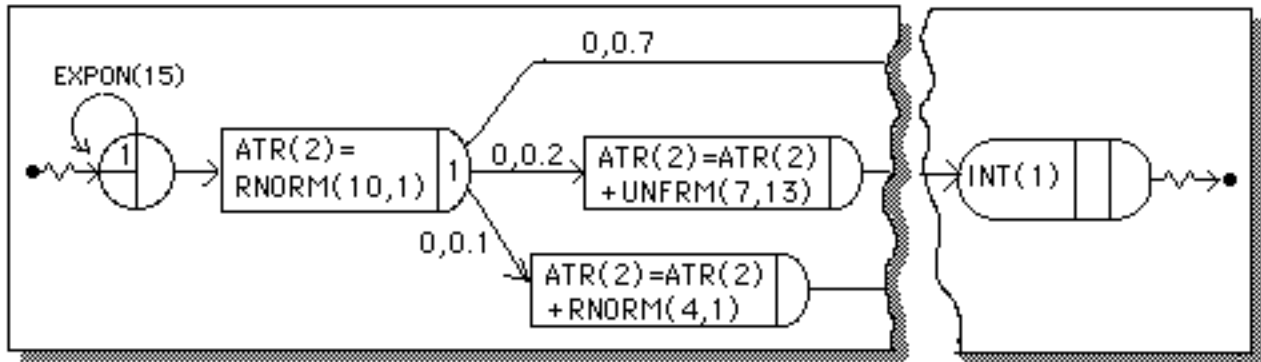 0,0.7
EXPON(15)
1
ATR(2)=
RNORM(10,1)
1
0,0.2
ATR(2)=ATR(2)
+UNFRM(7,13)
INT(1)
0,0.1
ATR(2)=ATR(2)
+RNORM(4,1)